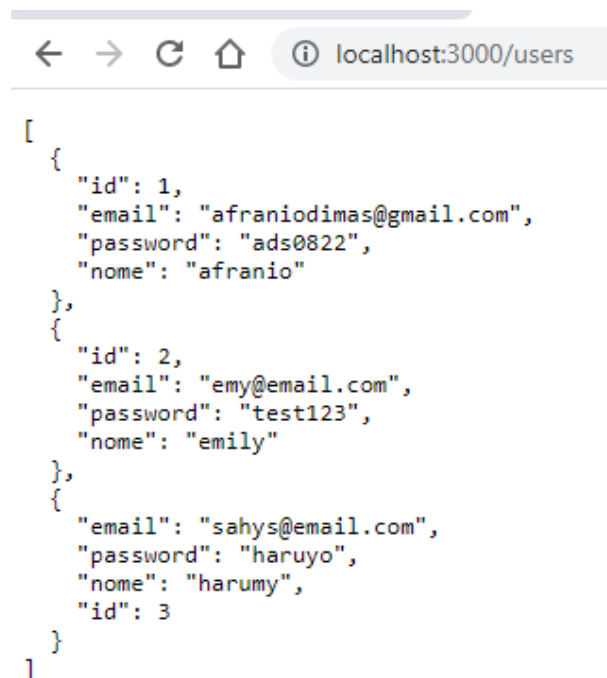 localhost:3000/users
[
  {
    "id": 1,
    "email": "afraniodimas@gmail.com",
    "password": "ads0822",
    "nome": "afranio"
  },
  {
    "id": 2,
    "email": "emy@email.com",
    "password": "test123",
    "nome": "emily"
  },
  {
    "email": "sahys@email.com",
    "password": "haruyo",
    "nome": "harumy",
    "id": 3
  }
]